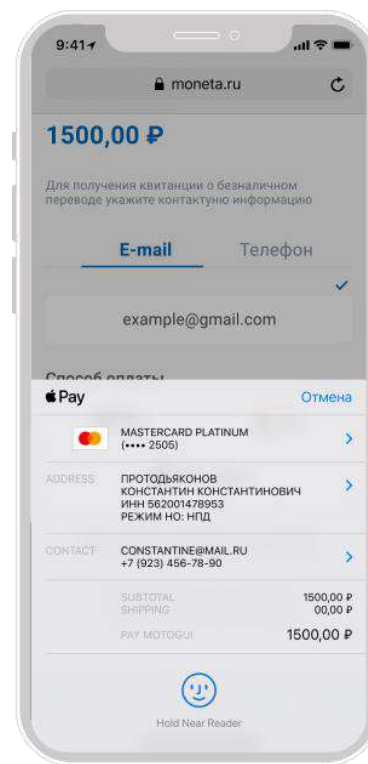 9:41
moneta.ru
1500,00 ₽
Для получения квитанции о безналичном
переводе укажите контактную информацию
E-mail
Телефон
example@gmail.com
Способ оплаты
Pay
Отмена
MASTERCARD PLATINUM
(•••• 2505)
ADDRESS
ПРОТОДЬЯКОНОВ
КОНСТАНТИН КОНСТАНТИНОВИЧ
ИНН 562001478953
РЕЖИМ НО: НПД
CONTACT
CONSTANTINE@MAIL.RU
+7 (923) 456-78-90
SUBTOTAL 1500,00 ₽
SHIPPING 00,00 ₽
PAY MOTOGUI 1500,00 ₽
Hold Near Reader